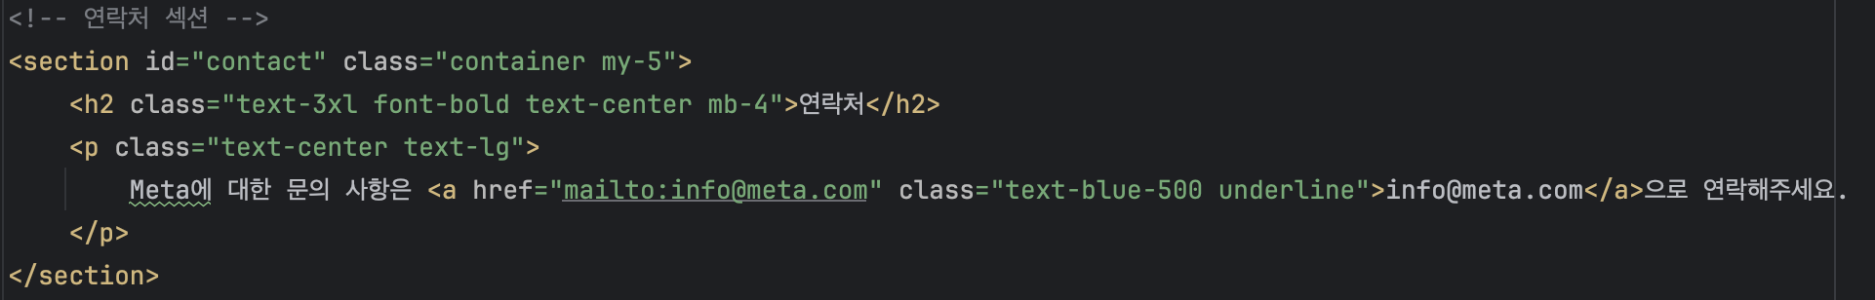 <!-- 연락처 섹션 -->
<section id="contact" class="container my-5">
    <h2 class="text-3xl font-bold text-center mb-4">연락처</h2>
    <p class="text-center text-lg">
        Meta에 대한 문의 사항은 <a href="mailto:info@meta.com" class="text-blue-500 underline">info@meta.com</a>으로 연락해주세요.
    </p>
</section>